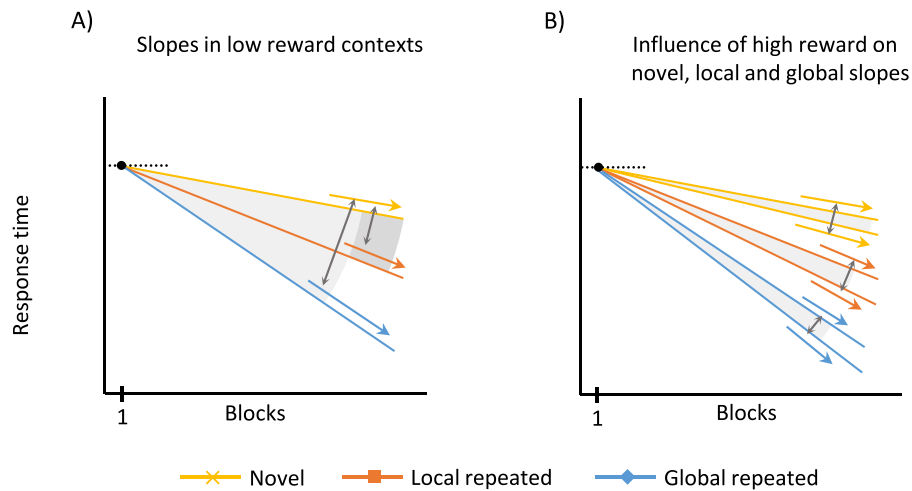 A)
Slopes in low reward contexts
B)
Influence of high reward on
novel, local and global slopes
Response time
1
Blocks
1
Blocks
Novel
Local repeated
Global repeated